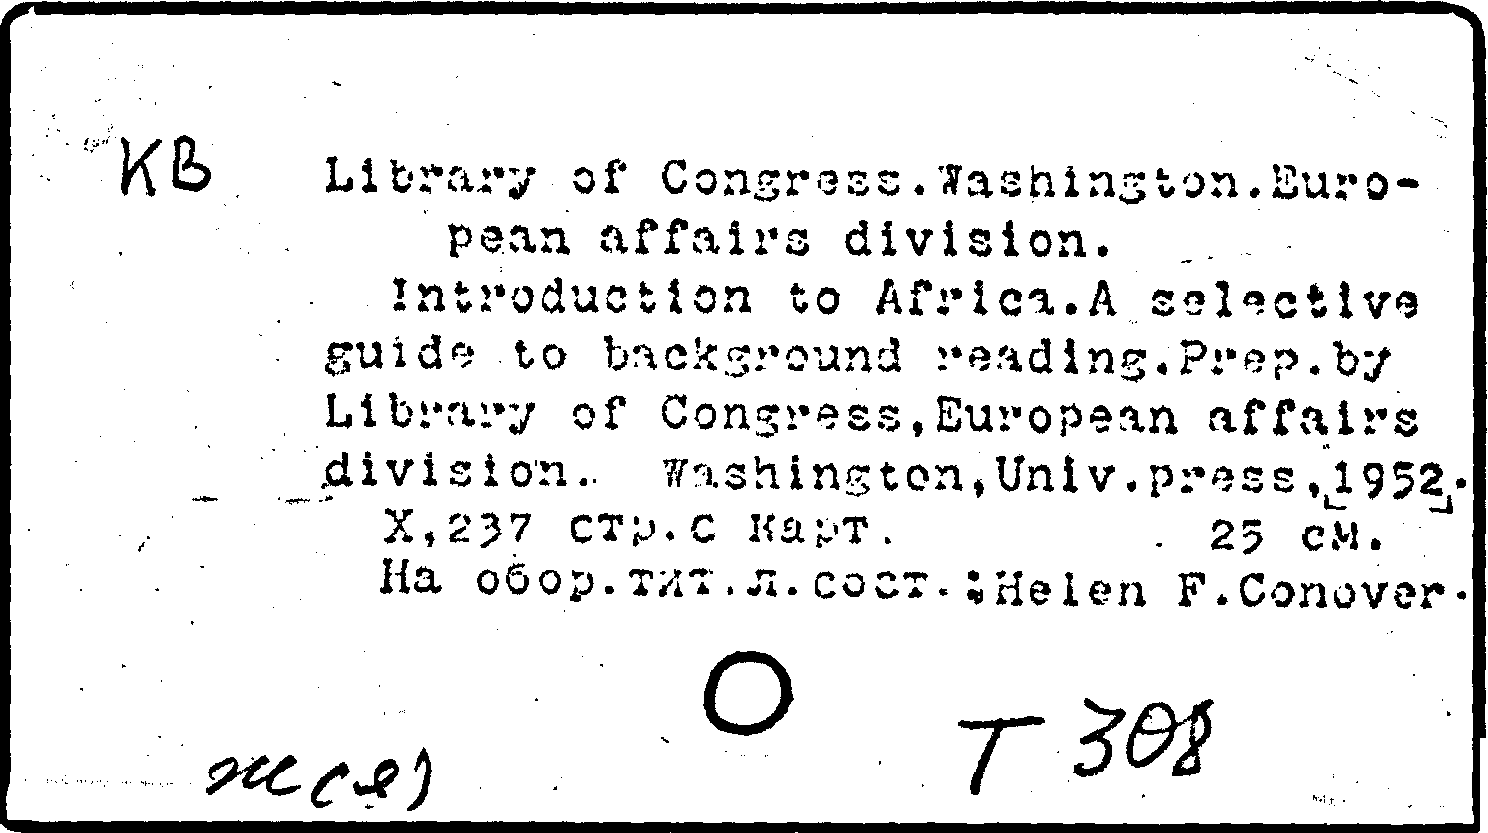 КВ
Library of Congress.Washington.Euro-
pean affairs division.
Introduction to Africa.A selective
guide to background reading.Prep.by
Library of Congress,European affairs
division. Washington,Univ.press,[1952].
X,237 стр.с карт. 25 см.
На обор.тит.л.сост.:Helen F.Conover.
Т 308
ж(я)